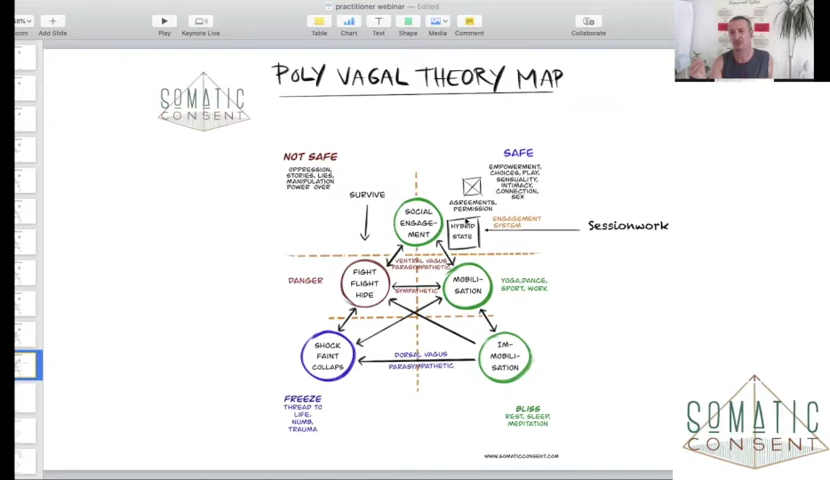 practitioner webinar — Edited
Zoom
Add Slide
Play
Keynote Live
Table
Chart
Text
Shape
Media
Comment
Collaborate
POLY VAGAL THEORY MAP
SOMATIC
CONSENT
NOT SAFE
OPPRESSION,
STORIES, LIES,
MANIPULATION
POWER OVER
SAFE
EMPOWERMENT,
CHOICES, PLAY,
SENSUALITY,
INTIMACY,
CONNECTION,
SEX
SURVIVE
AGREEMENTS,
PERMISSION
SOCIAL
ENGAGE-
MENT
HYBRID
STATE
ENGAGEMENT
SYSTEM
Sessionwork
VENTRAL VAGUS
PARASYMPATHETIC
DANGER
FIGHT
FLIGHT
HIDE
SYMPATHETIC
MOBILI-
SATION
YOGA,DANCE,
SPORT, WORK
SHOCK
FAINT
COLLAPS
DORSAL VAGUS
PARASYMPATHETIC
IM-
MOBILI-
SATION
FREEZE
THREAD TO
LIFE,
NUMB,
TRAUMA
BLISS
REST, SLEEP,
MEDITATION
WWW.SOMATICCONSENT.COM
SOMATIC
CONSENT